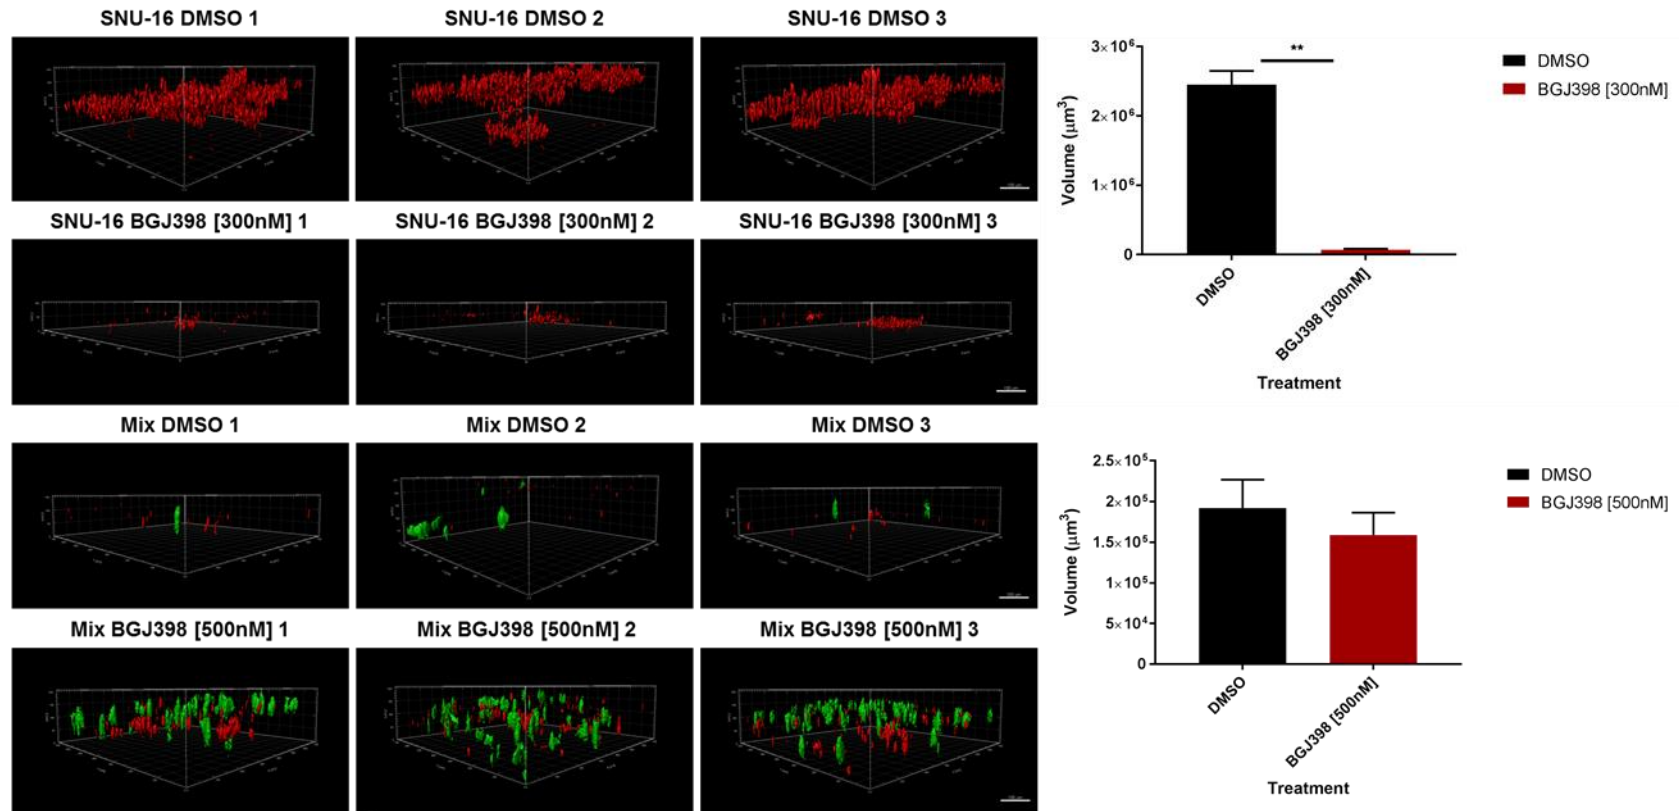 SNU-16 DMSO 1
SNU-16 DMSO 2
SNU-16 DMSO 3
SNU-16 BGJ398 [300nM] 1
SNU-16 BGJ398 [300nM] 2
SNU-16 BGJ398 [300nM] 3
Mix DMSO 1
Mix DMSO 2
Mix DMSO 3
Mix BGJ398 [500nM] 1
Mix BGJ398 [500nM] 2
Mix BGJ398 [500nM] 3
3×10⁶
2×10⁶
1×10⁶
0
Volume (μm³)
**
DMSO
BGJ398 [300nM]
Treatment
DMSO
BGJ398 [300nM]
2.5×10⁵
2×10⁵
1.5×10⁵
1×10⁵
5×10⁴
0
Volume (μm³)
DMSO
BGJ398 [500nM]
Treatment
DMSO
BGJ398 [500nM]